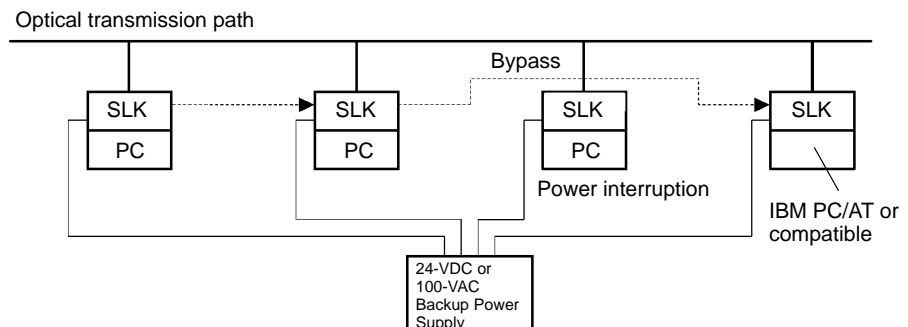 Optical transmission path
Bypass
SLK
SLK
SLK
SLK
PC
PC
PC
Power interruption
IBM PC/AT or
compatible
24-VDC or
100-VAC
Backup Power
Supply